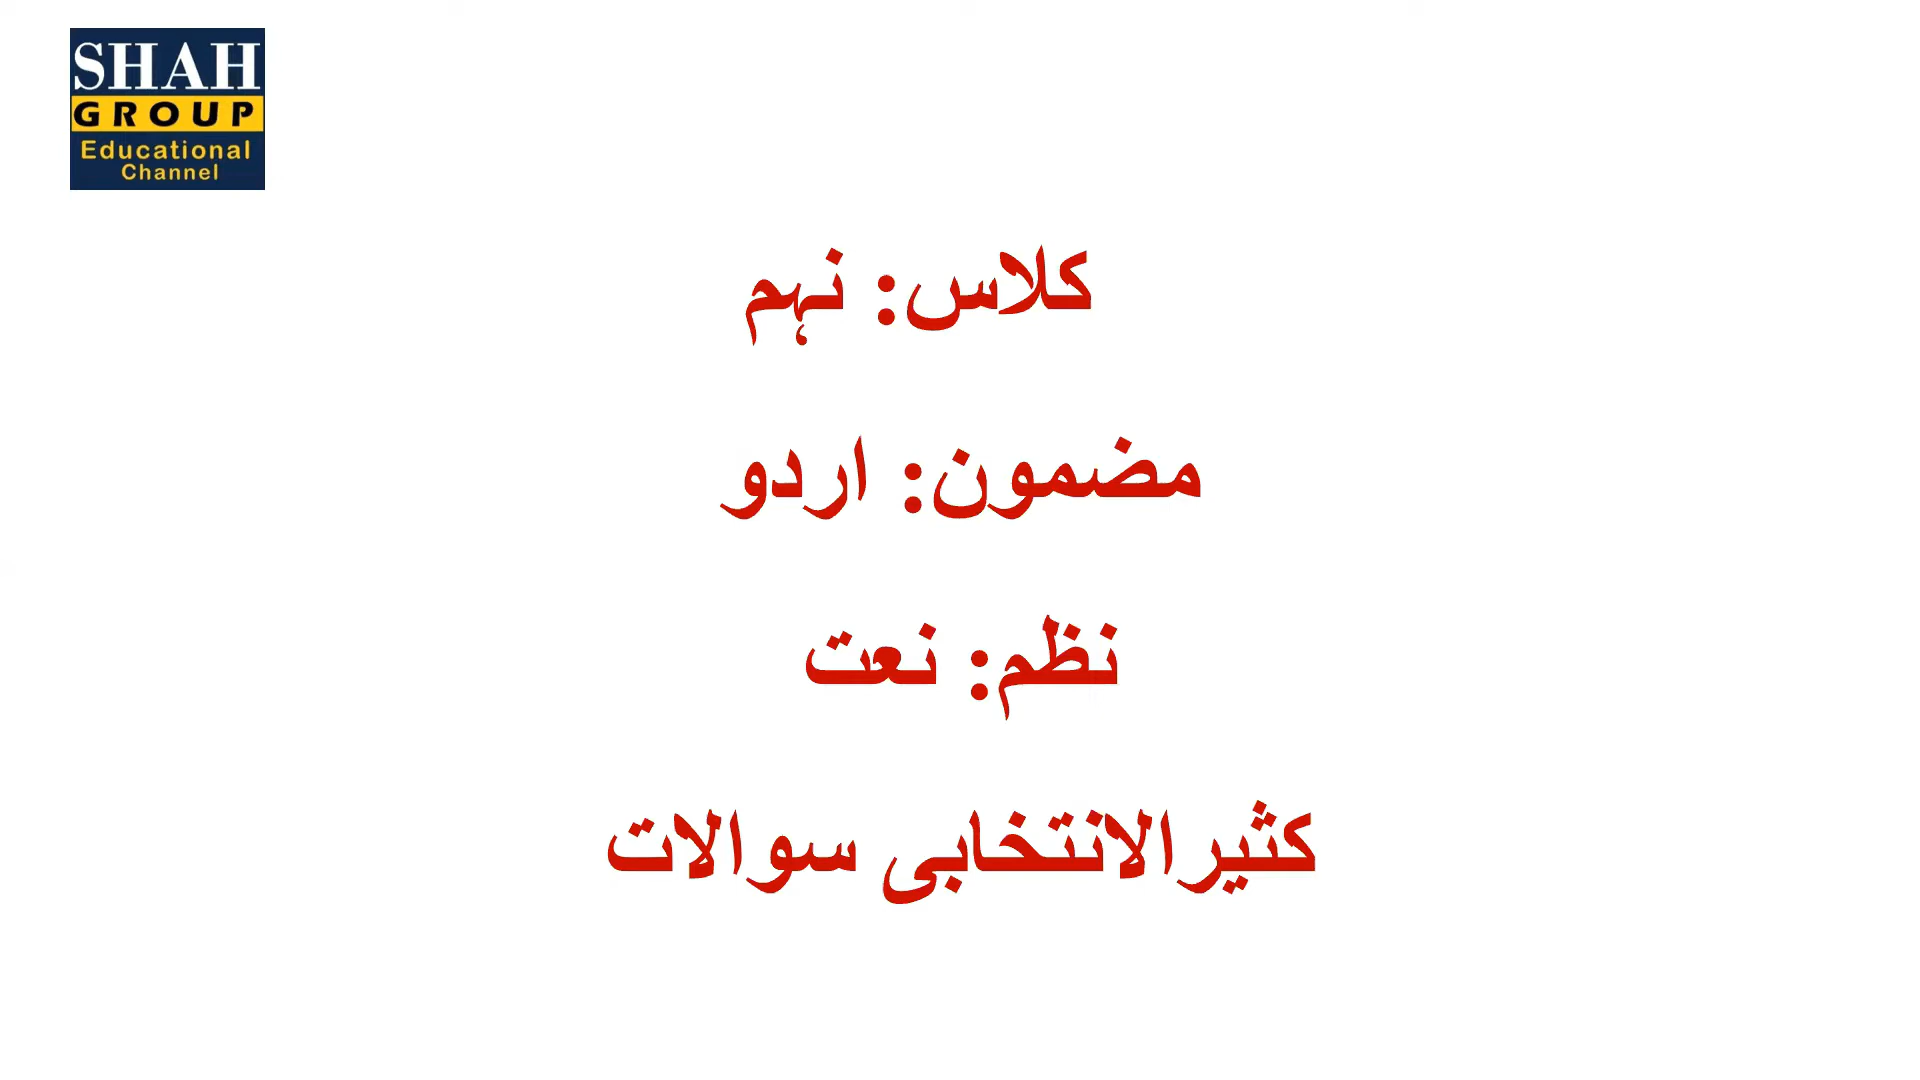 SHAH
GROUP
Educational
Channel
کلاس: نہم
مضمون: اردو
نظم: نعت
کثیرالانتخابی سوالات